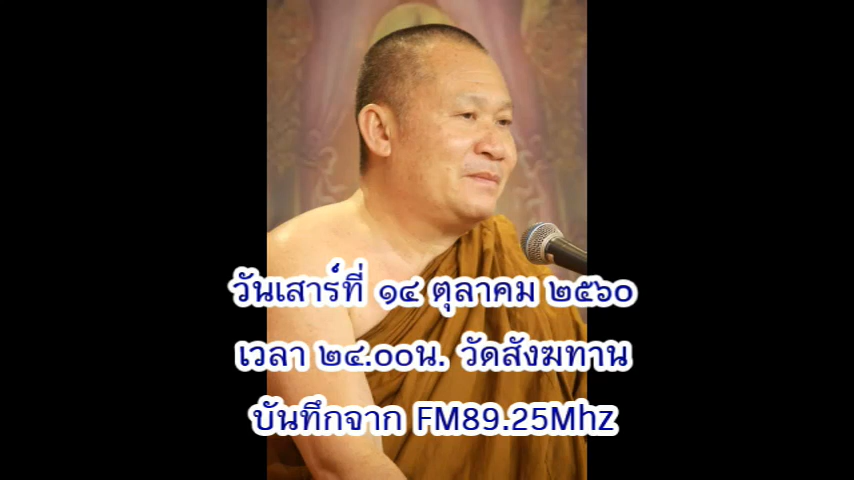 วันเสาร์ที่ ๑๔ ตุลาคม ๒๕๖๐
เวลา ๒๔.๐๐น. วัดสังฆทาน
บันทึกจาก FM89.25Mhz